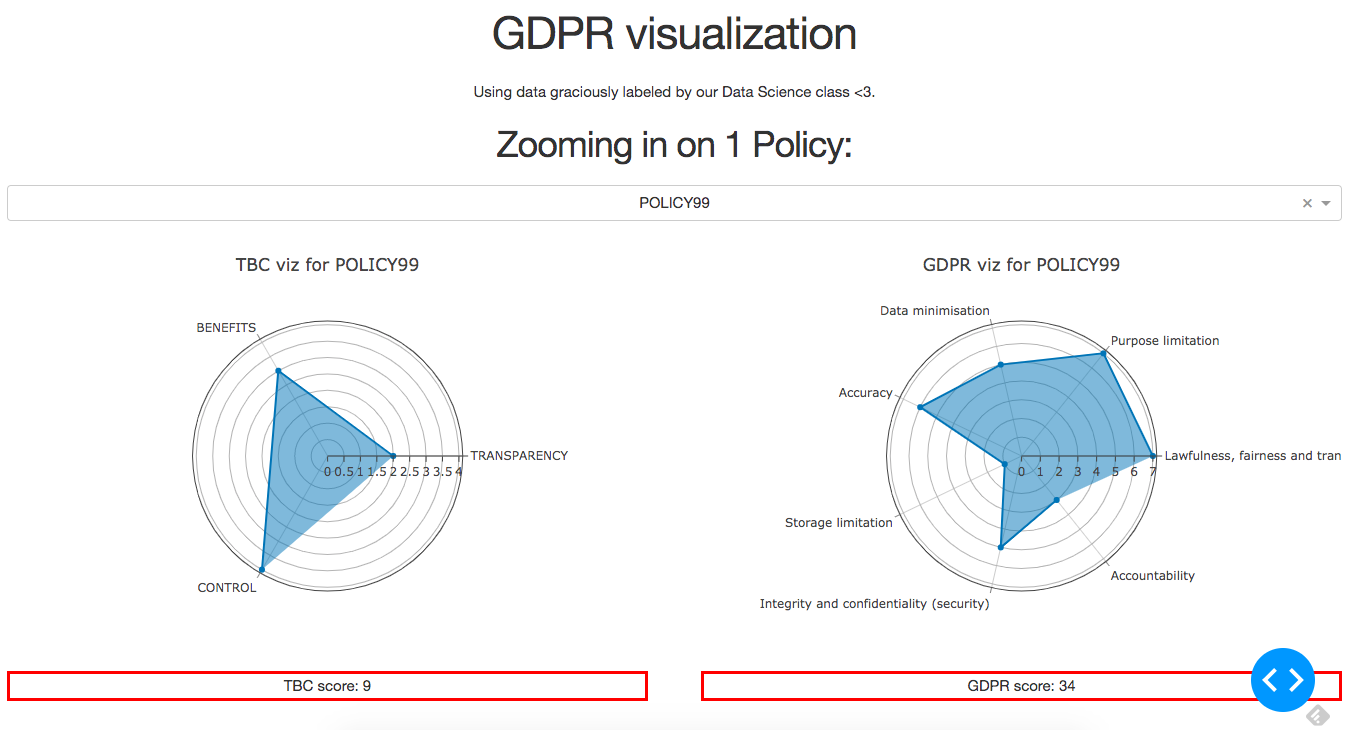 GDPR visualization
Using data graciously labeled by our Data Science class <3.
Zooming in on 1 Policy:
POLICY99
TBC viz for POLICY99
BENEFITS
TRANSPARENCY
0 0.5 1 1.5 2 2.5 3 3.5 4
CONTROL
GDPR viz for POLICY99
Data minimisation
Purpose limitation
Accuracy
Lawfulness, fairness and tran
0 1 2 3 4 5 6 7
Storage limitation
Accountability
Integrity and confidentiality (security)
TBC score: 9
GDPR score: 34